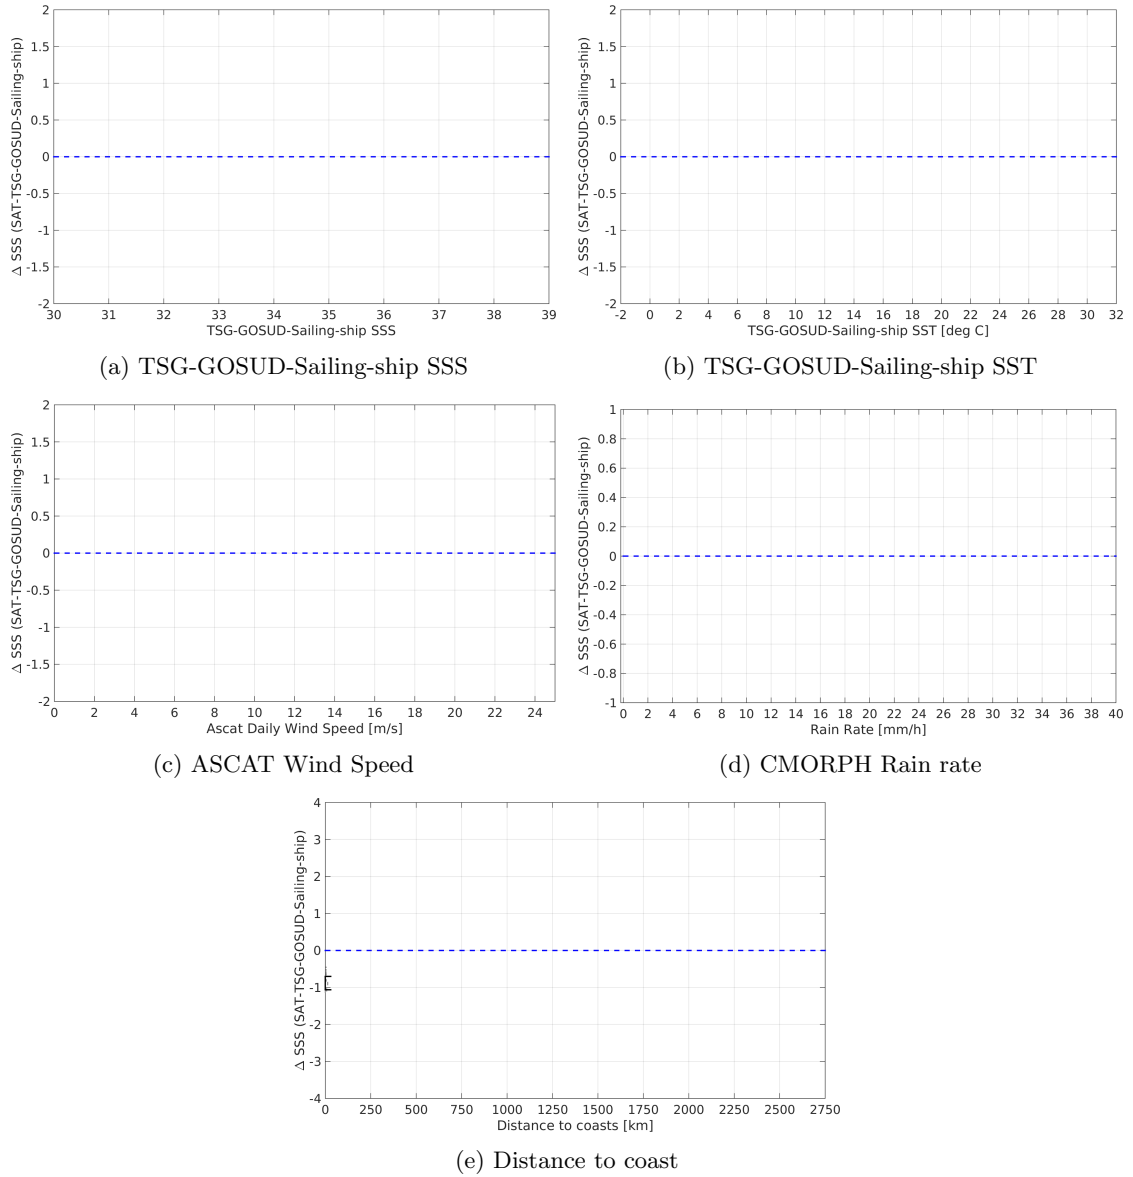 2
1.5
1
0.5
0
-0.5
-1
-1.5
-2
Δ SSS (SAT-TSG-GOSUD-Sailing-ship)
30 31 32 33 34 35 36 37 38 39
TSG-GOSUD-Sailing-ship SSS
(a) TSG-GOSUD-Sailing-ship SSS
2
1.5
1
0.5
0
-0.5
-1
-1.5
-2
Δ SSS (SAT-TSG-GOSUD-Sailing-ship)
-2 0 2 4 6 8 10 12 14 16 18 20 22 24 26 28 30 32
TSG-GOSUD-Sailing-ship SST [deg C]
(b) TSG-GOSUD-Sailing-ship SST
2
1.5
1
0.5
0
-0.5
-1
-1.5
-2
Δ SSS (SAT-TSG-GOSUD-Sailing-ship)
0 2 4 6 8 10 12 14 16 18 20 22 24
Ascat Daily Wind Speed [m/s]
(c) ASCAT Wind Speed
1
0.8
0.6
0.4
0.2
0
-0.2
-0.4
-0.6
-0.8
-1
Δ SSS (SAT-TSG-GOSUD-Sailing-ship)
0 2 4 6 8 10 12 14 16 18 20 22 24 26 28 30 32 34 36 38 40
Rain Rate [mm/h]
(d) CMORPH Rain rate
4
3
2
1
0
-1
-2
-3
-4
Δ SSS (SAT-TSG-GOSUD-Sailing-ship)
0 250 500 750 1000 1250 1500 1750 2000 2250 2500 2750
Distance to coasts [km]
(e) Distance to coast